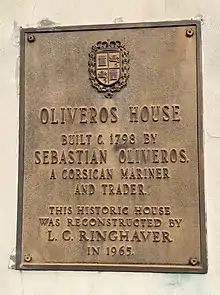 OLIVEROS HOUSE
BUILT C. 1798 BY
SEBASTIAN OLIVEROS,
A CORSICAN MARINER
AND TRADER.
THIS HISTORIC HOUSE
WAS RECONSTRUCTED BY
L. C. RINGHAVER
IN 1965.